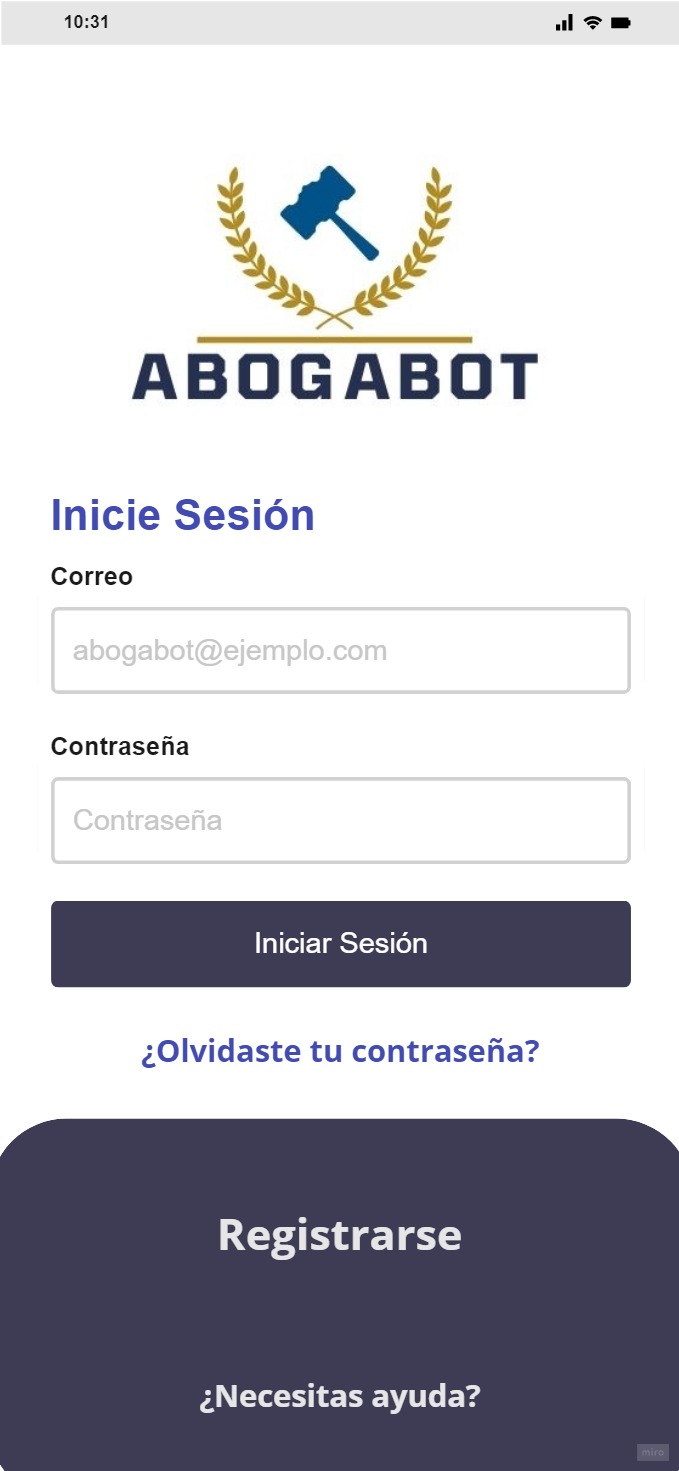 10:31
ABOGABOT
Inicie Sesión
Correo
abogabot@ejemplo.com
Contraseña
Contraseña
Iniciar Sesión
¿Olvidaste tu contraseña?
Registrarse
¿Necesitas ayuda?
miro